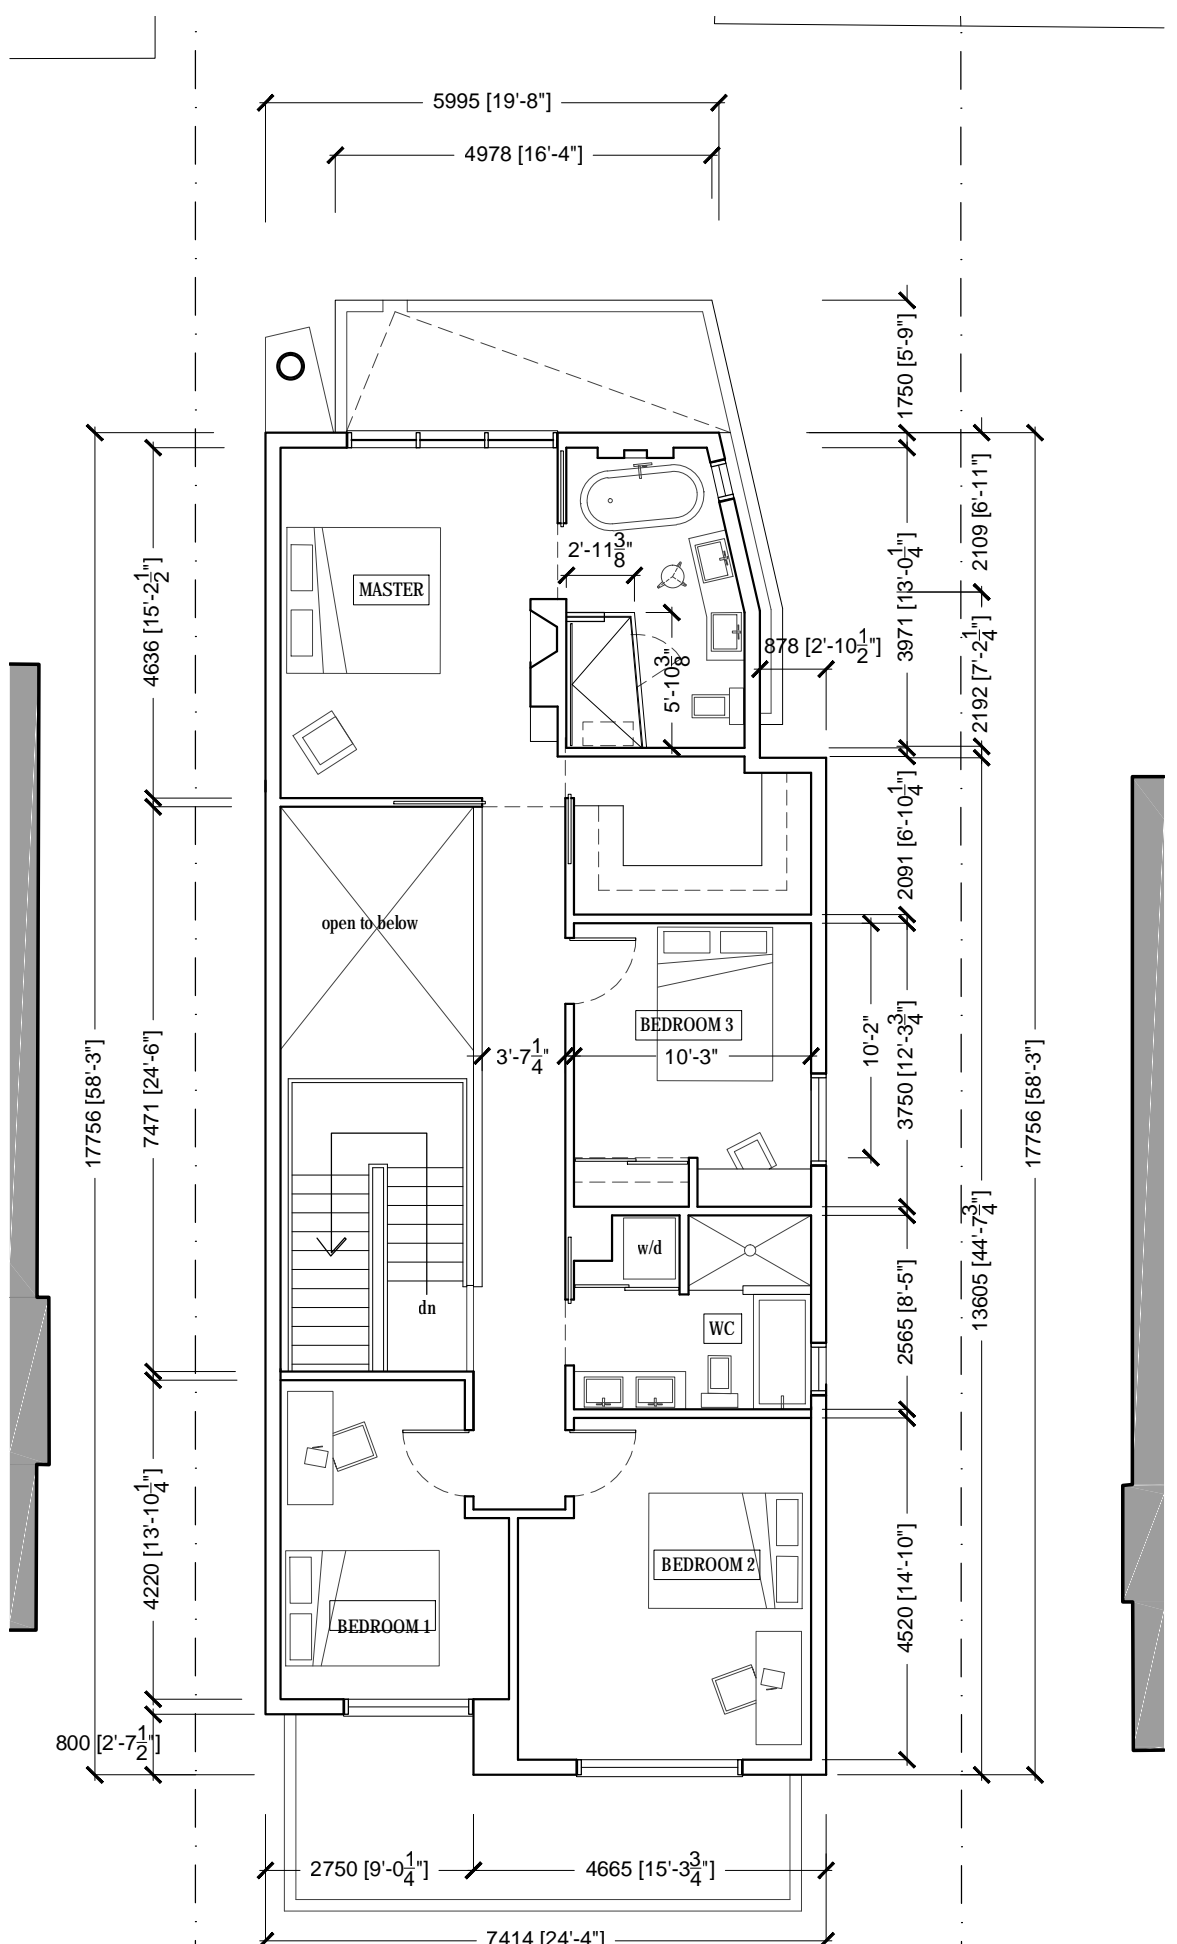 5995 [19'-8"]
4978 [16'-4"]
1750 [5'-9"]
2109 [6'-11"]
3971 [13'-0 1/4"]
2'-11 3/8"
4636 [15'-2 1/2"]
MASTER
878 [2'-10 1/2"]
5'-10 3/8"
2192 [7'-2 1/4"]
2091 [6'-10 1/4"]
open to below
BEDROOM 3
3'-7 1/4"
10'-3"
10'-2"
3750 [12'-3 3/4"]
17756 [58'-3"]
7471 [24'-6"]
17756 [58'-3"]
13605 [44'-7 3/4"]
w/d
dn
WC
2565 [8'-5"]
4220 [13'-10 1/4"]
BEDROOM 2
4520 [14'-10"]
BEDROOM 1
800 [2'-7 1/2"]
2750 [9'-0 1/4"]
4665 [15'-3 3/4"]
7414 [24'-4"]